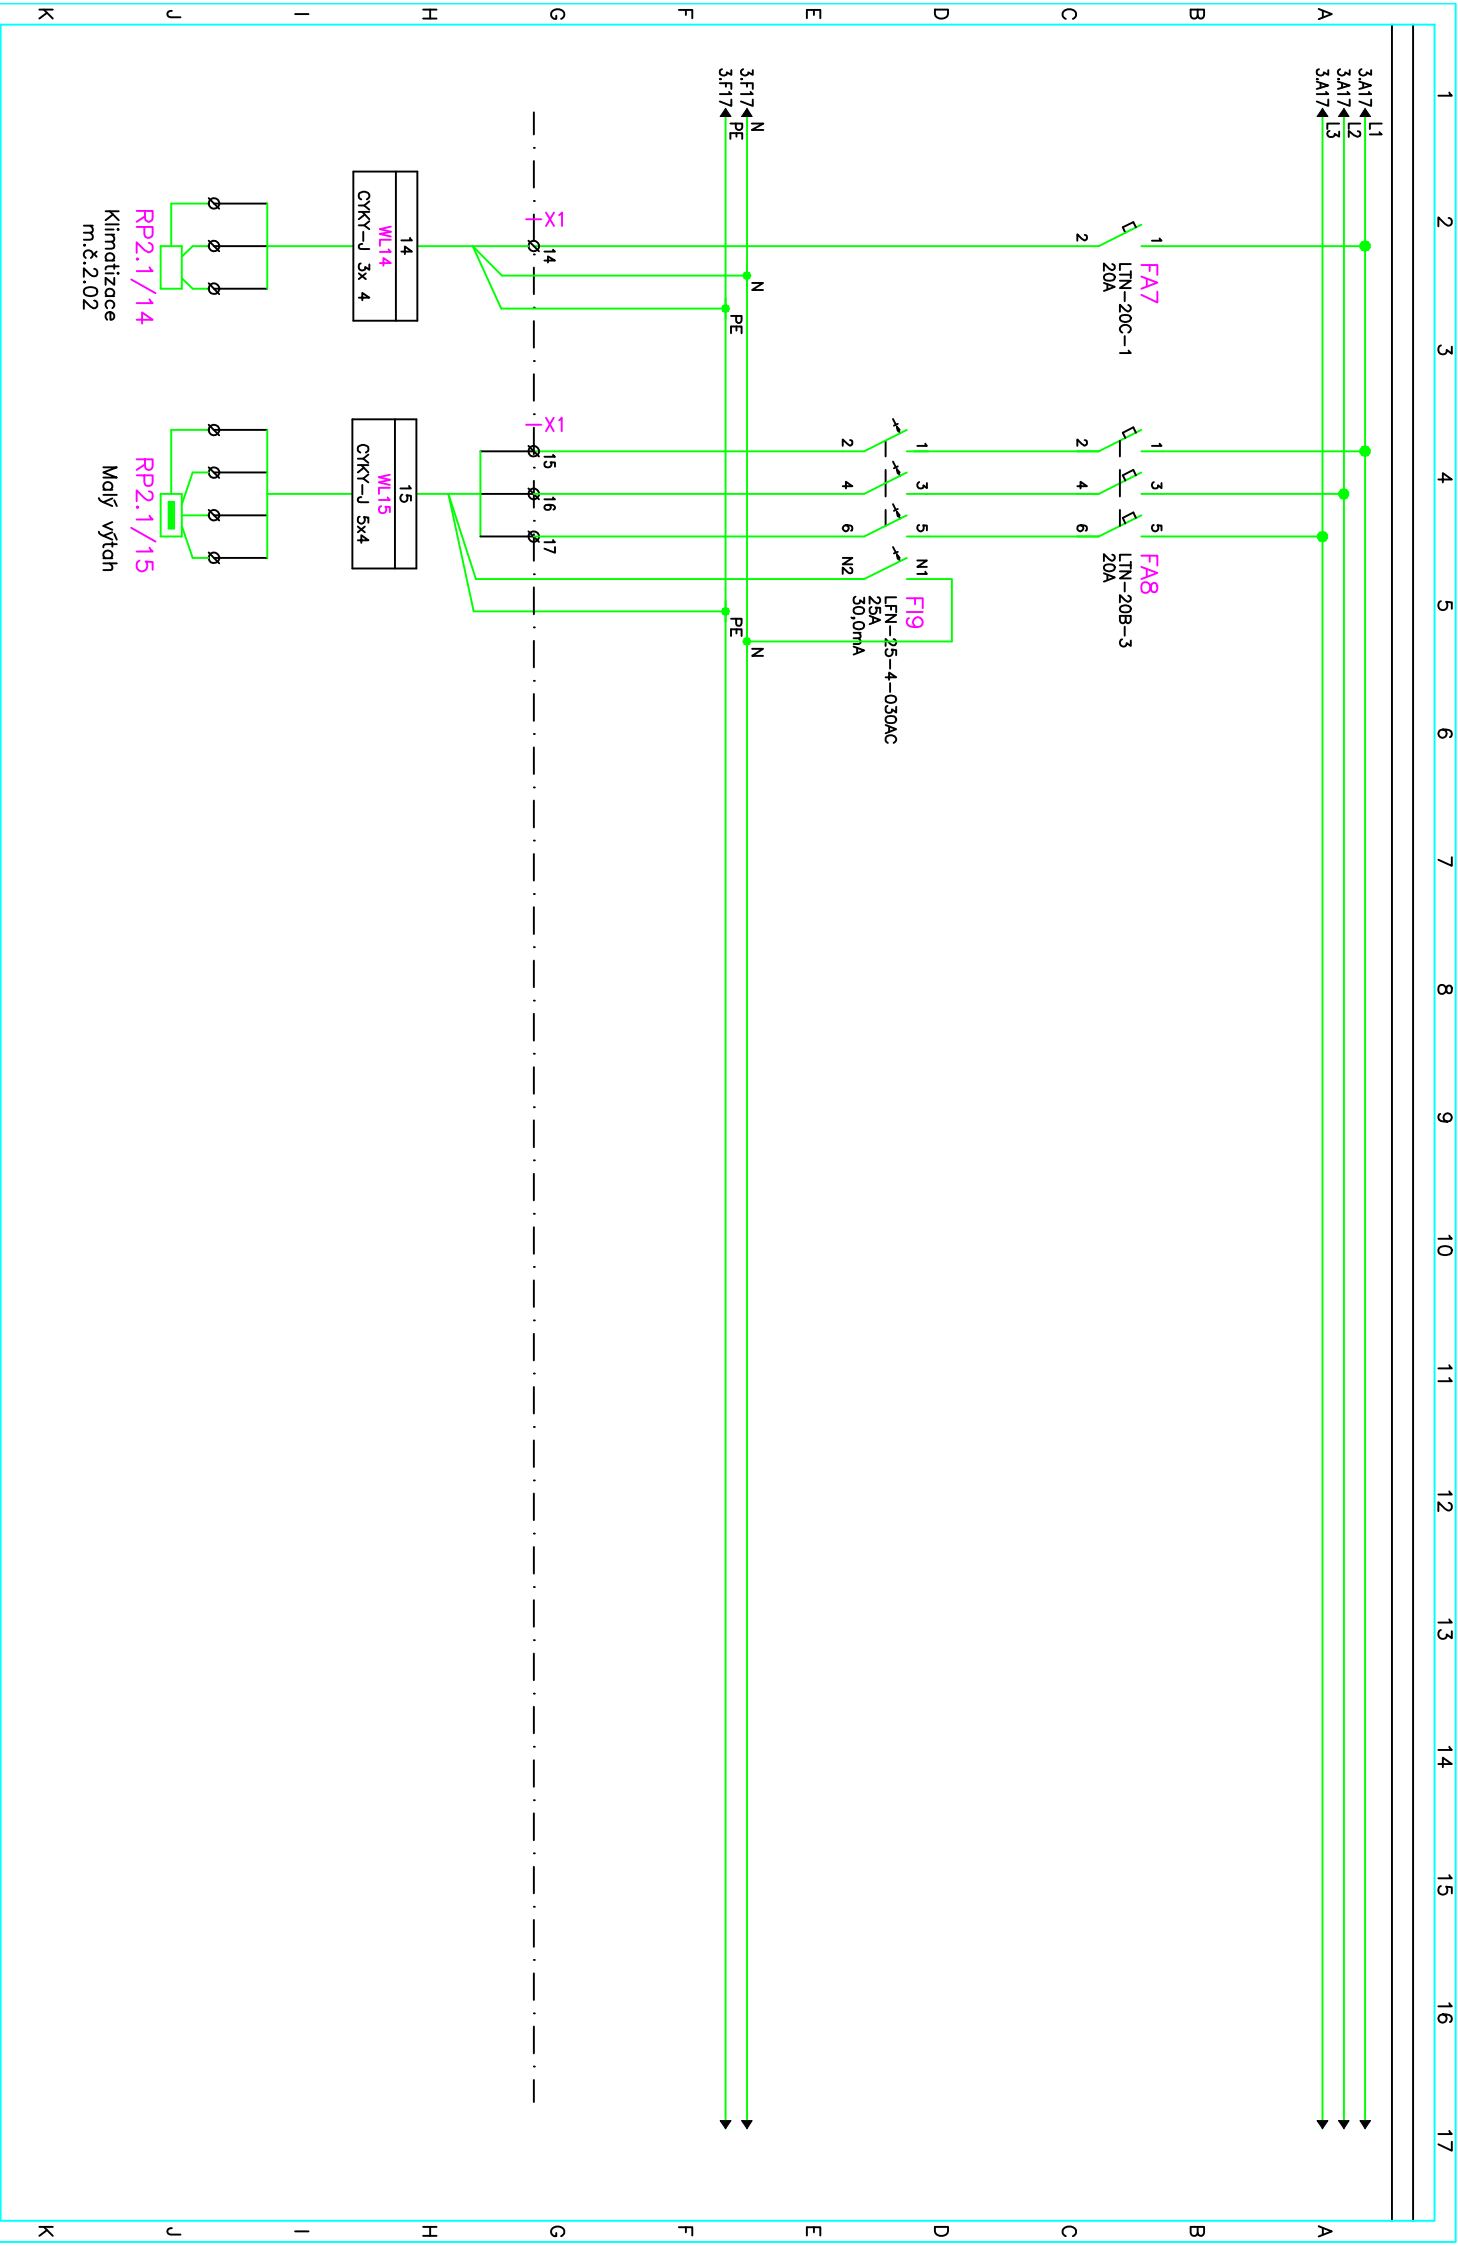 1 2 3 4 5 6 7 8 9 10 11 12 13 14 15 16 17
A A
B B
C C
D D
E E
F F
G G
H H
I I
J J
K K
3.A17 L1
3.A17 L2
3.A17 L3
1
2
FA7
LTN-20C-1
20A
1 3 5
2 4 6
FA8
LTN-20B-3
20A
1 3 5 N1
2 4 6 N2
FI9
LFN-25-4-030AC
25A
30,0mA
3.F17 N
3.F17 PE
N
PE
N
PE
X1
14
X1
15 16 17
14
WL14
CYKY-J 3x 4
15
WL15
CYKY-J 5x4
RP2.1/14
Klimatizace
m.č.2.02
RP2.1/15
Malý výtah